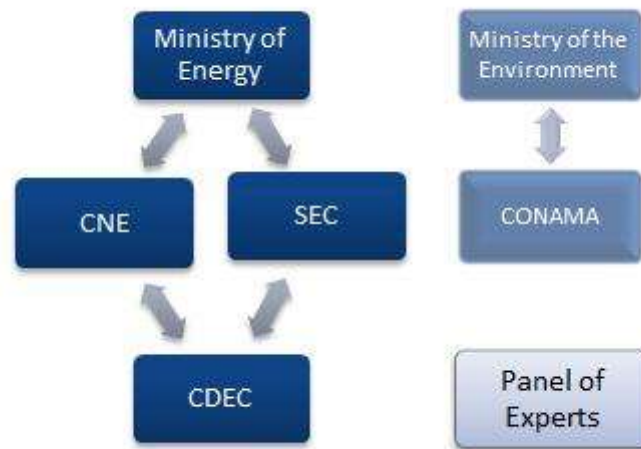 Ministry of
Energy
Ministry of the
Environment
CNE
SEC
CONAMA
CDEC
Panel of
Experts